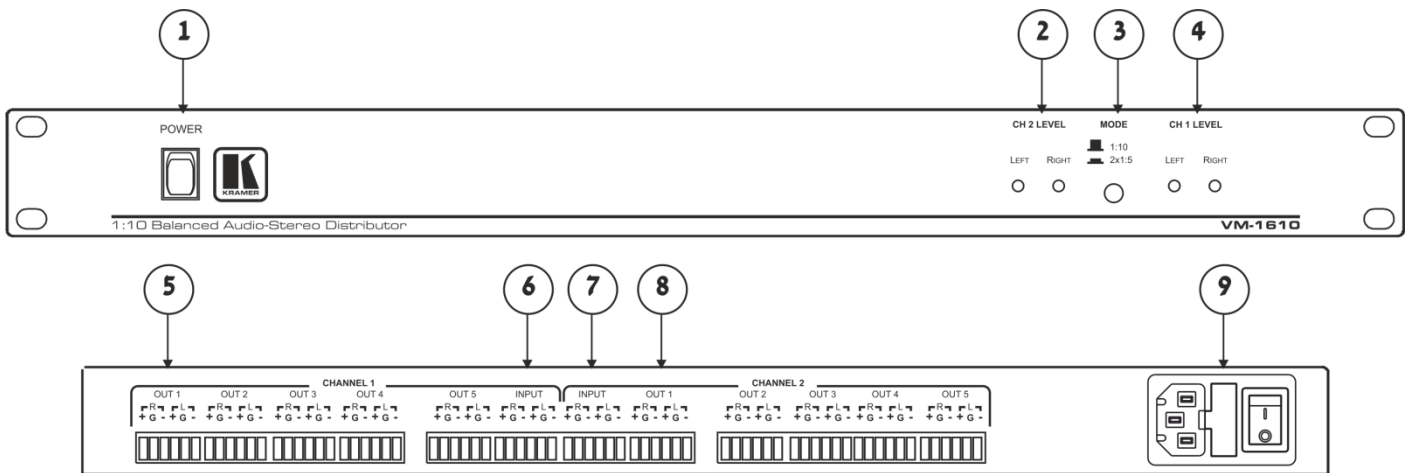 1 2 3 4
POWER CH 2 LEVEL MODE CH 1 LEVEL
1:10
LEFT RIGHT 2x1:5 LEFT RIGHT
K
KRAMER
1:10 Balanced Audio-Stereo Distributor VM-1610
5 6 7 8 9
CHANNEL 1 CHANNEL 2
OUT 1 OUT 2 OUT 3 OUT 4 OUT 5 INPUT INPUT OUT 1 OUT 2 OUT 3 OUT 4 OUT 5
R L R L R L R L R L R L R L R L R L R L R L R L
+ G - + G - + G - + G - + G - + G - + G - + G - + G - + G - + G - + G - + G - + G - + G - + G - + G - + G - + G - + G - + G - + G - + G - + G -
I
O